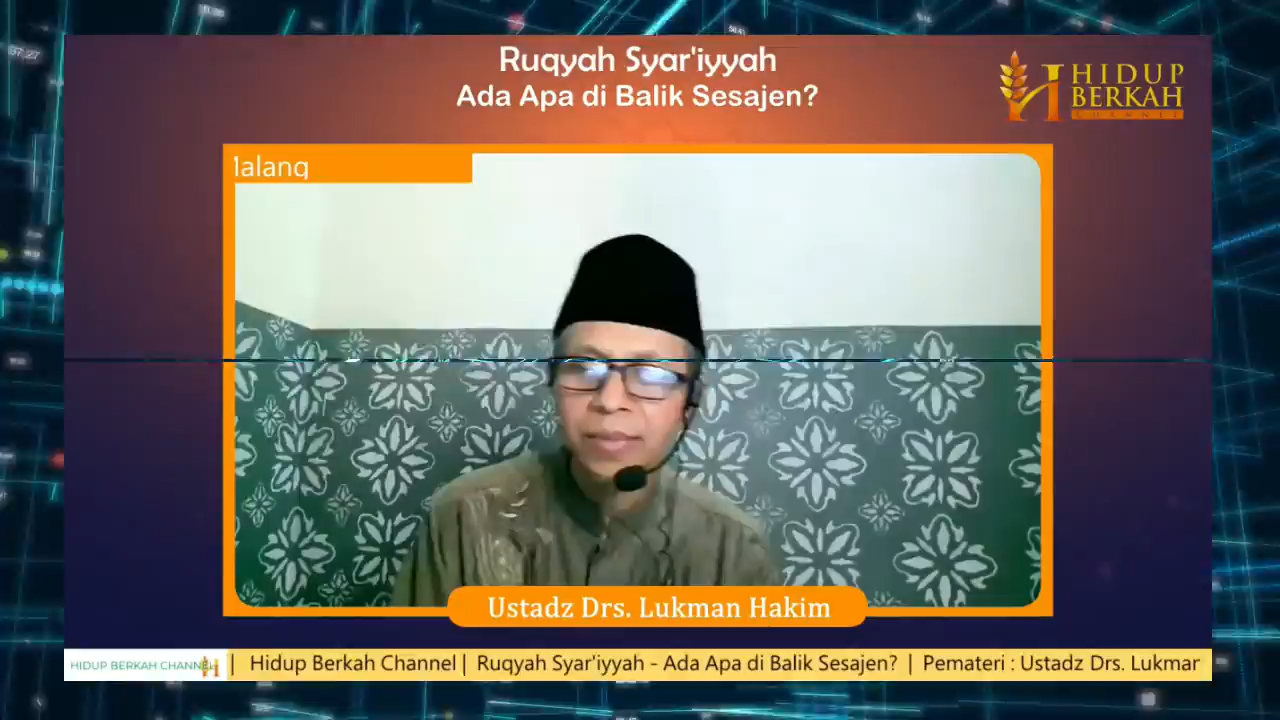 Ruqyah Syar'iyyah
Ada Apa di Balik Sesajen?
HIDUP
BERKAH
CHANNEL
Ustadz Drs. Lukman Hakim
HIDUP BERKAH CHANNEL | Hidup Berkah Channel | Ruqyah Syar'iyyah - Ada Apa di Balik Sesajen? | Pemateri : Ustadz Drs. Lukmar